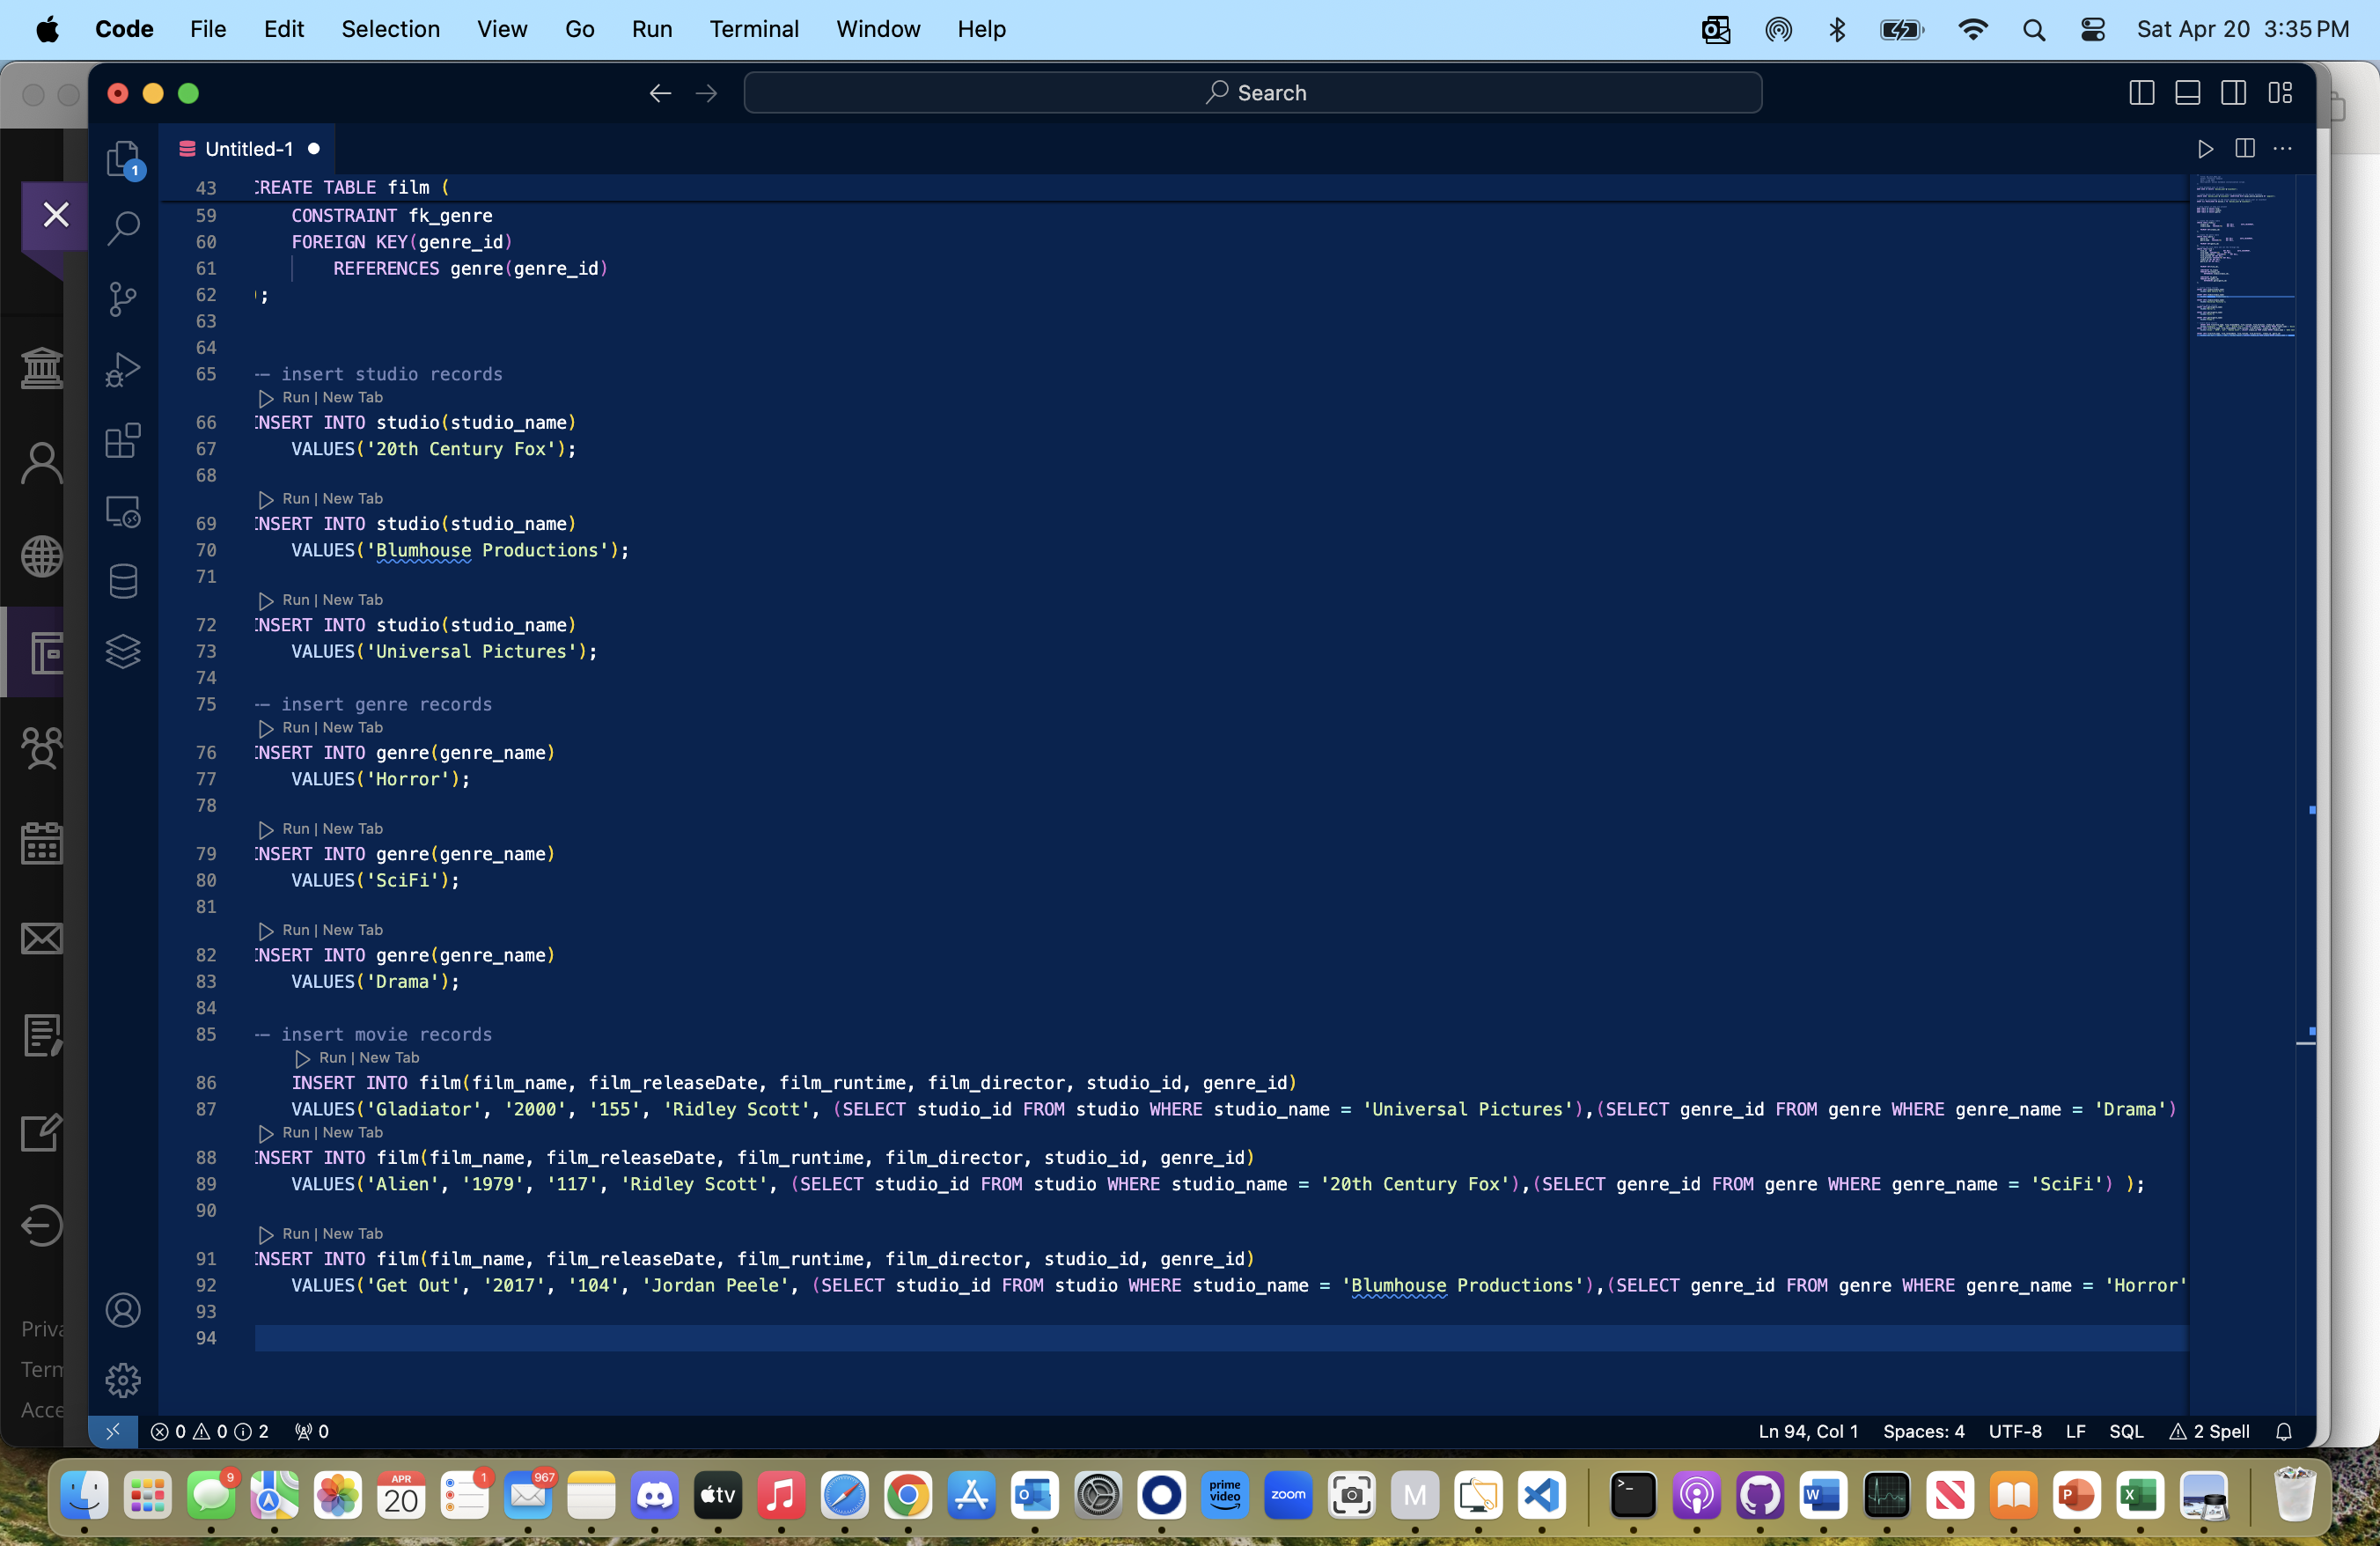 Code File Edit Selection View Go Run Terminal Window Help Sat Apr 20 3:35 PM
Search
Untitled-1
1
43 CREATE TABLE film (
59 CONSTRAINT fk_genre
60 FOREIGN KEY(genre_id)
61 REFERENCES genre(genre_id)
62 );
63
64
65 -- insert studio records
Run | New Tab
66 INSERT INTO studio(studio_name)
67 VALUES('20th Century Fox');
68
Run | New Tab
69 INSERT INTO studio(studio_name)
70 VALUES('Blumhouse Productions');
71
Run | New Tab
72 INSERT INTO studio(studio_name)
73 VALUES('Universal Pictures');
74
75 -- insert genre records
Run | New Tab
76 INSERT INTO genre(genre_name)
77 VALUES('Horror');
78
Run | New Tab
79 INSERT INTO genre(genre_name)
80 VALUES('SciFi');
81
Run | New Tab
82 INSERT INTO genre(genre_name)
83 VALUES('Drama');
84
85 -- insert movie records
Run | New Tab
86 INSERT INTO film(film_name, film_releaseDate, film_runtime, film_director, studio_id, genre_id)
87 VALUES('Gladiator', '2000', '155', 'Ridley Scott', (SELECT studio_id FROM studio WHERE studio_name = 'Universal Pictures'),(SELECT genre_id FROM genre WHERE genre_name = 'Drama')
Run | New Tab
88 INSERT INTO film(film_name, film_releaseDate, film_runtime, film_director, studio_id, genre_id)
89 VALUES('Alien', '1979', '117', 'Ridley Scott', (SELECT studio_id FROM studio WHERE studio_name = '20th Century Fox'),(SELECT genre_id FROM genre WHERE genre_name = 'SciFi') );
90
Run | New Tab
91 INSERT INTO film(film_name, film_releaseDate, film_runtime, film_director, studio_id, genre_id)
92 VALUES('Get Out', '2017', '104', 'Jordan Peele', (SELECT studio_id FROM studio WHERE studio_name = 'Blumhouse Productions'),(SELECT genre_id FROM genre WHERE genre_name = 'Horror'
93
94
Priva
Term
Acce
0 0 2 0 Ln 94, Col 1 Spaces: 4 UTF-8 LF SQL 2 Spell
9 APR 20 1 967 tv prime video zoom M W P X